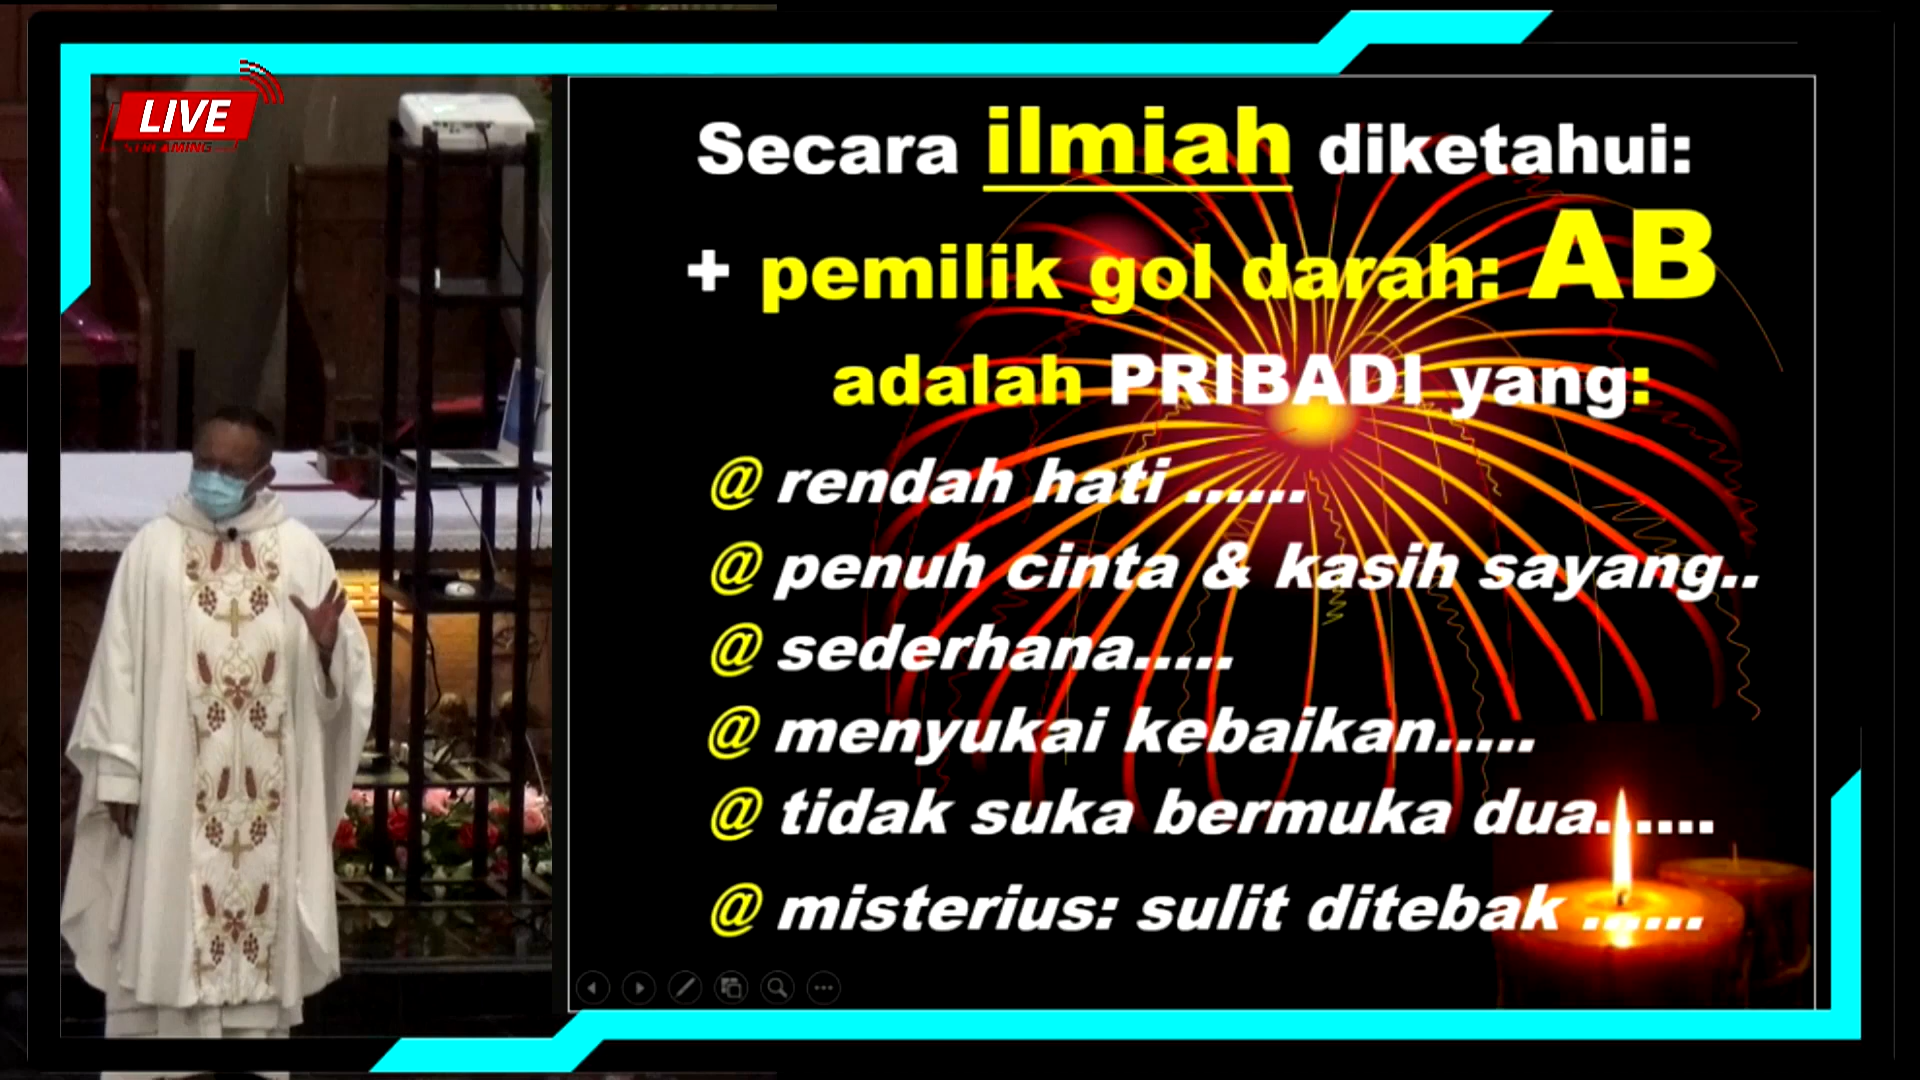 LIVE
STREAMING
Secara ilmiah diketahui:
+ pemilik gol darah: AB
adalah PRIBADI yang:
@ rendah hati ......
@ penuh cinta & kasih sayang..
@ sederhana.....
@ menyukai kebaikan.....
@ tidak suka bermuka dua.......
@ misterius: sulit ditebak ......